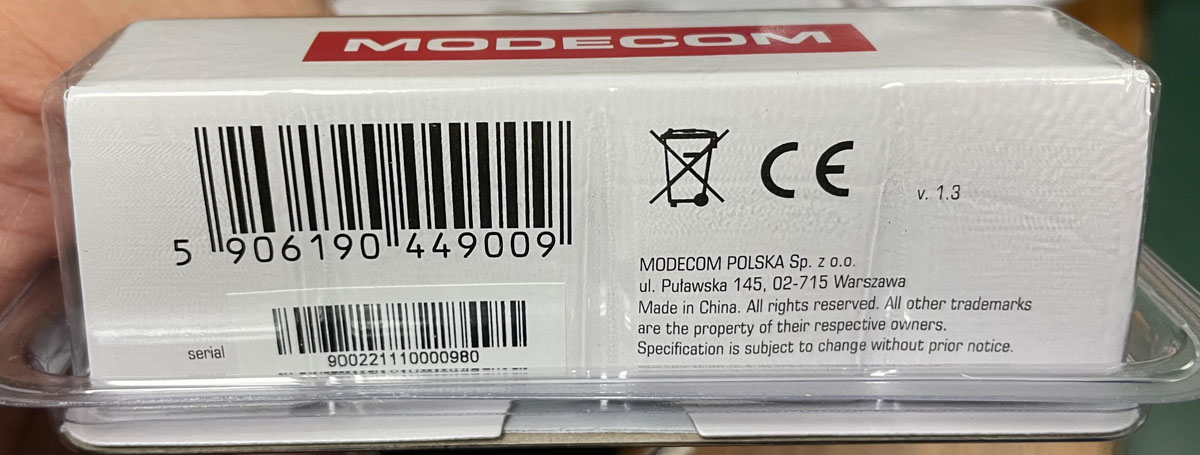 MODECOM
5 906190 449009
CE
v. 1.3
MODECOM POLSKA Sp. z o.o.
ul. Puławska 145, 02-715 Warszawa
Made in China. All rights reserved. All other trademarks
are the property of their respective owners.
Specification is subject to change without prior notice.
serial
900221110000980